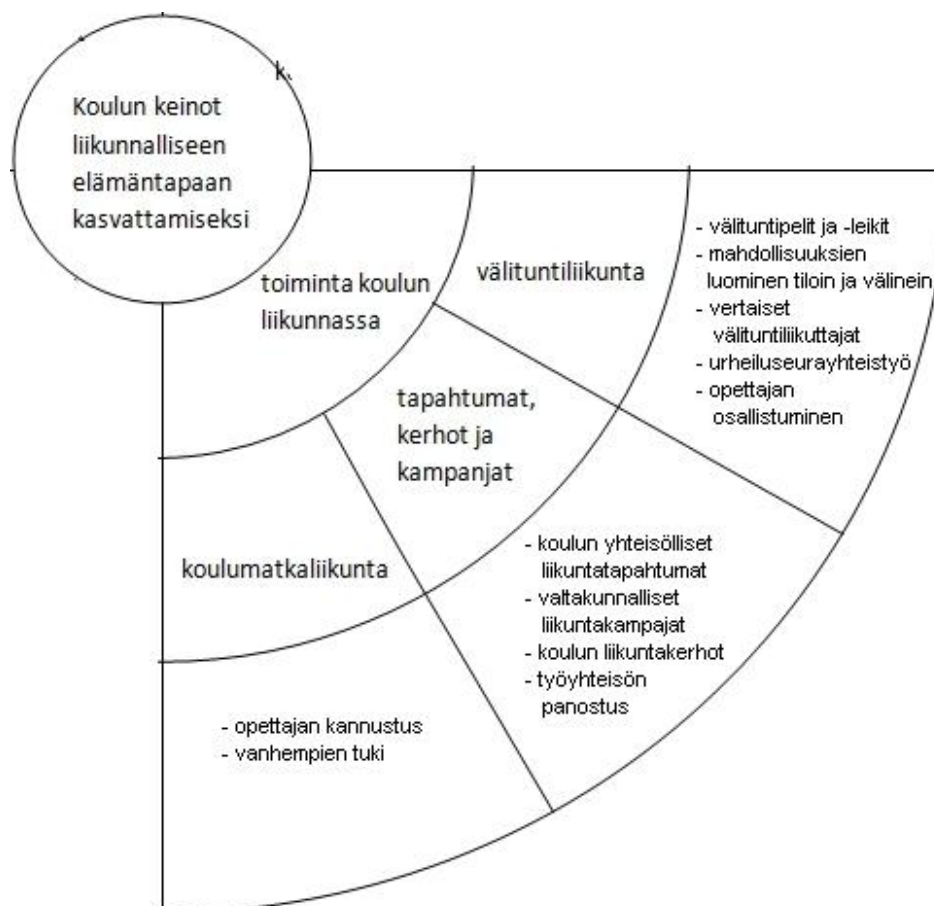 k.
Koulun keinot
liikunnalliseen
elämäntapaan
kasvattamiseksi
toiminta koulun
liikunnassa
välituntiliikunta
- välituntipelit ja -leikit
- mahdollisuuksien
luominen tiloin ja välinein
- vertaiset
välituntiliikuttajat
- urheiluseurayhteistyö
- opettajan
osallistuminen
tapahtumat,
kerhot ja
kampanjat
- koulun yhteisölliset
liikuntatapahtumat
- valtakunnalliset
liikuntakampajat
- koulun liikuntakerhot
- työyhteisön
panostus
koulumatkaliikunta
- opettajan kannustus
- vanhempien tuki